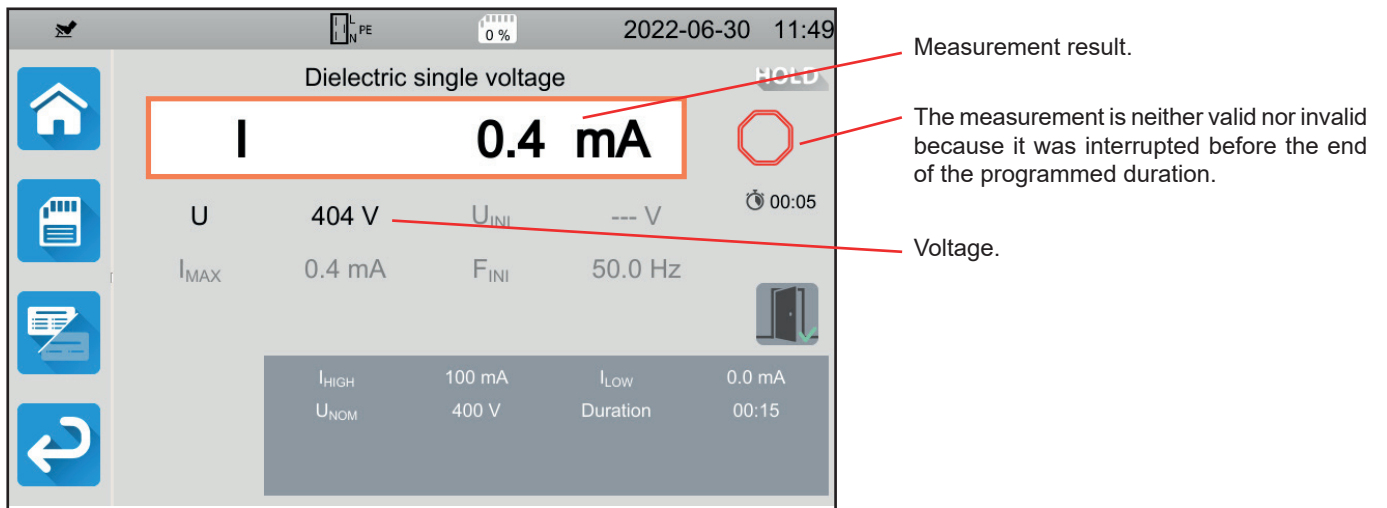 L
N PE
0 %
2022-06-30 11:49
Dielectric single voltage
HOLD
I 0.4 mA
00:05
U 404 V UINI --- V
IMAX 0.4 mA FINI 50.0 Hz
IHIGH 100 mA ILOW 0.0 mA
UNOM 400 V Duration 00:15
Measurement result.
The measurement is neither valid nor invalid
because it was interrupted before the end
of the programmed duration.
Voltage.